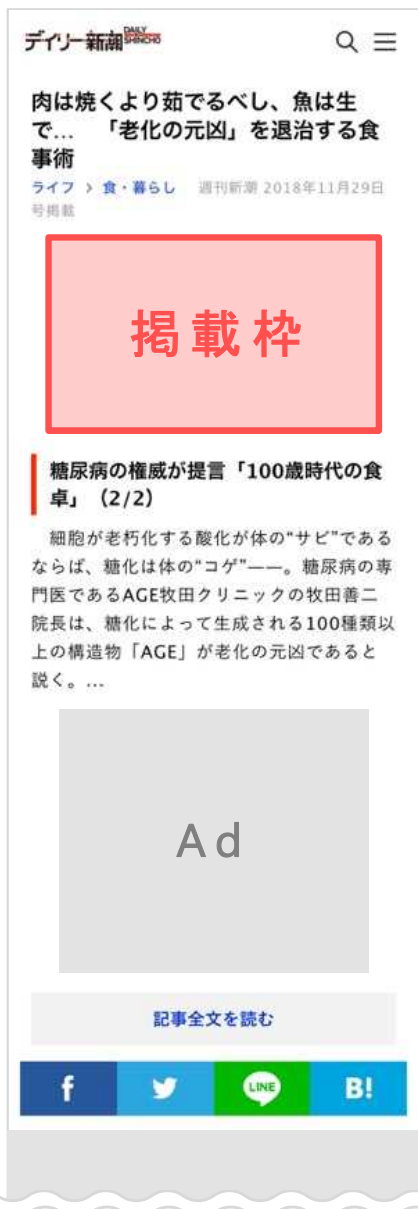 デイリー新潮 DAILY SHINCHO
肉は焼くより茹でるべし、魚は生
で… 「老化の元凶」を退治する食
事術
ライフ > 食・暮らし 週刊新潮 2018年11月29日
号掲載
掲載枠
糖尿病の権威が提言「100歳時代の食
卓」（2/2）
細胞が老朽化する酸化が体の“サビ”である
ならば、糖化は体の“コゲ”——。糖尿病の専
門医であるAGE牧田クリニックの牧田善二
院長は、糖化によって生成される100種類以
上の構造物「AGE」が老化の元凶であると
説く。...
Ad
記事全文を読む
f LINE B!